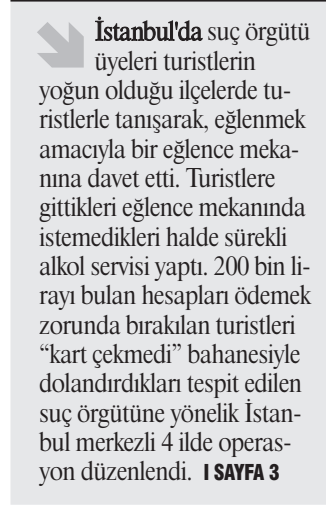 İstanbul'da suç örgütü
üyeleri turistlerin
yoğun olduğu ilçelerde tu-
ristlerle tanışarak, eğlenmek
amacıyla bir eğlence meka-
nına davet etti. Turistlere
gittikleri eğlence mekanında
istemedikleri halde sürekli
alkol servisi yaptı. 200 bin li-
rayı bulan hesapları ödemek
zorunda bırakılan turistleri
“kart çekmedi” bahanesiyle
dolandırdıkları tespit edilen
suç örgütüne yönelik İstan-
bul merkezli 4 ilde operas-
yon düzenlendi. I SAYFA 3